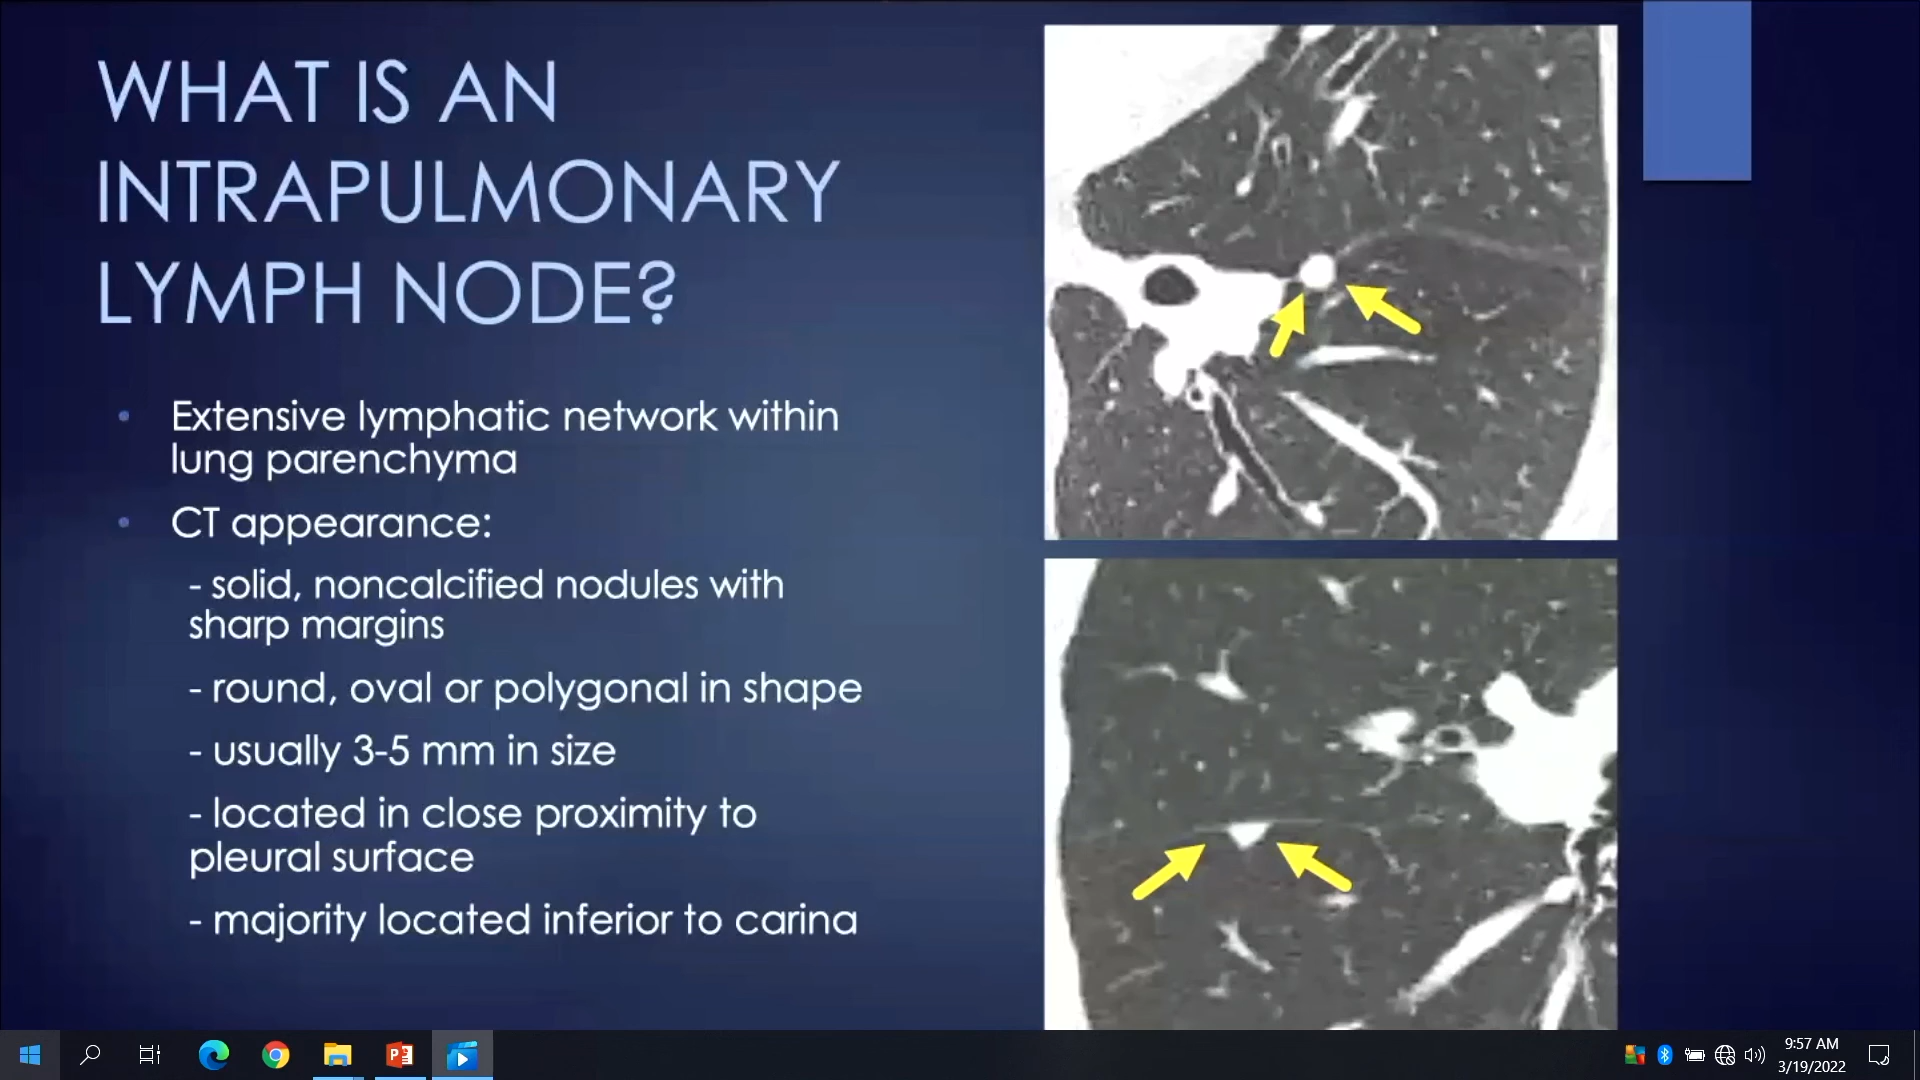 WHAT IS AN
INTRAPULMONARY
LYMPH NODE?
• Extensive lymphatic network within
lung parenchyma
• CT appearance:
- solid, noncalcified nodules with
sharp margins
- round, oval or polygonal in shape
- usually 3-5 mm in size
- located in close proximity to
pleural surface
- majority located inferior to carina
9:57 AM
3/19/2022